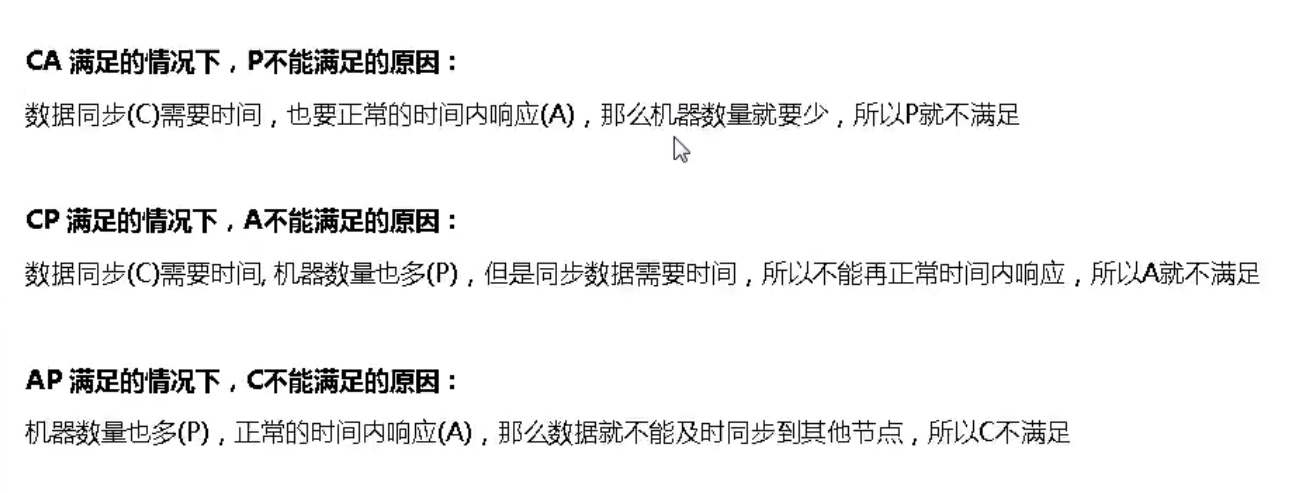 CA 满足的情况下，P不能满足的原因：
数据同步(C)需要时间，也要正常的时间内响应(A)，那么机器数量就要少，所以P就不满足
CP 满足的情况下，A不能满足的原因：
数据同步(C)需要时间, 机器数量也多(P)，但是同步数据需要时间，所以不能再正常时间内响应，所以A就不满足
AP 满足的情况下，C不能满足的原因：
机器数量也多(P)，正常的时间内响应(A)，那么数据就不能及时同步到其他节点，所以C不满足